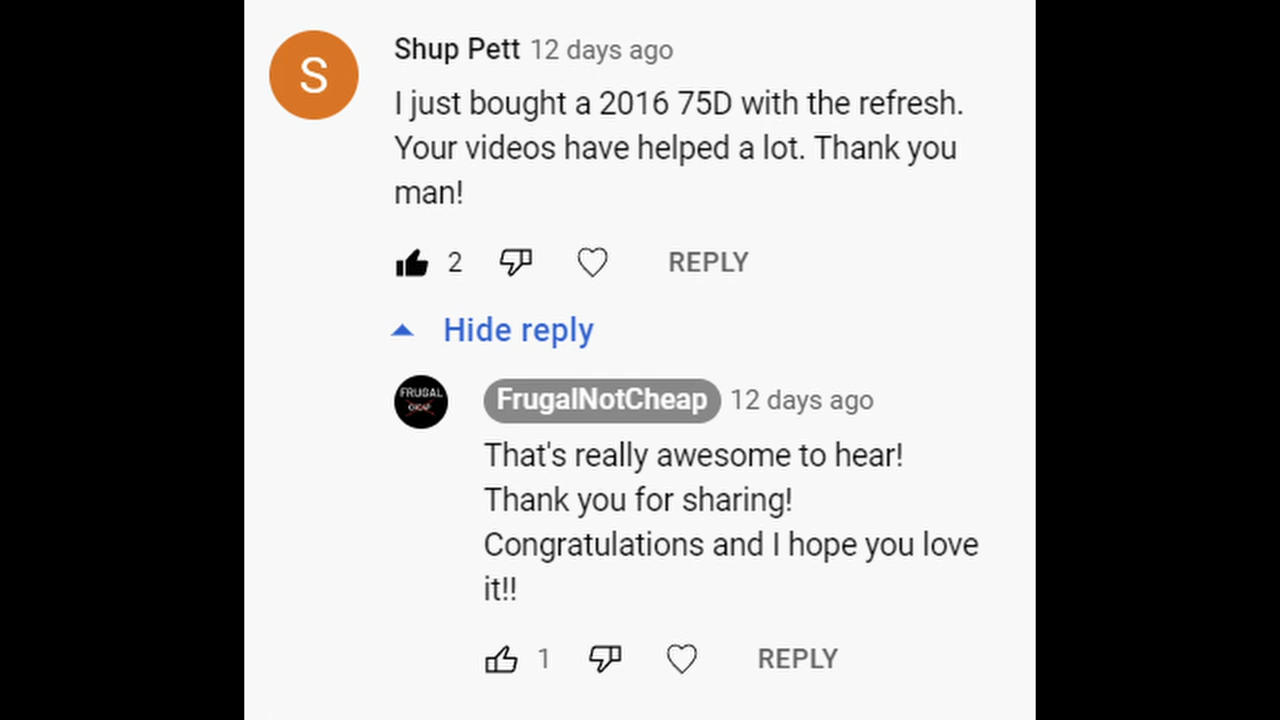 S
Shup Pett 12 days ago
I just bought a 2016 75D with the refresh.
Your videos have helped a lot. Thank you
man!
2 REPLY
Hide reply
FRUGAL
CHEAP
FrugalNotCheap 12 days ago
That's really awesome to hear!
Thank you for sharing!
Congratulations and I hope you love
it!!
1 REPLY